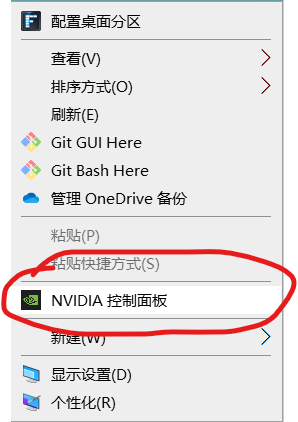 配置桌面分区
查看(V)
排序方式(O)
刷新(E)
Git GUI Here
Git Bash Here
管理 OneDrive 备份
粘贴(P)
粘贴快捷方式(S)
NVIDIA 控制面板
新建(W)
显示设置(D)
个性化(R)